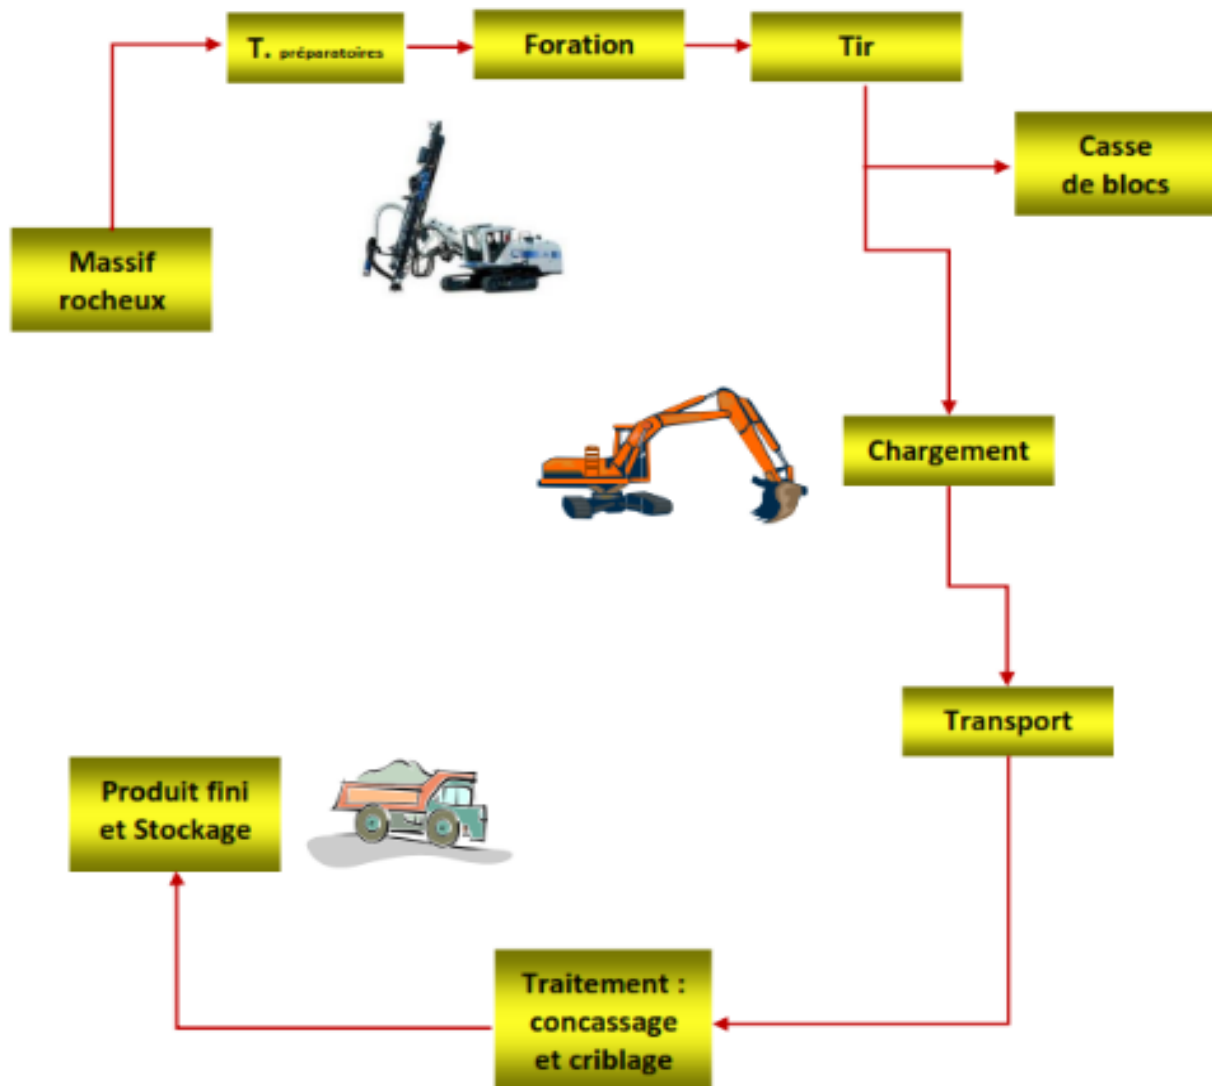 T. préparatoires
Foration
Tir
Casse
de blocs
Massif
rocheux
Chargement
Transport
Produit fini
et Stockage
Traitement :
concassage
et criblage